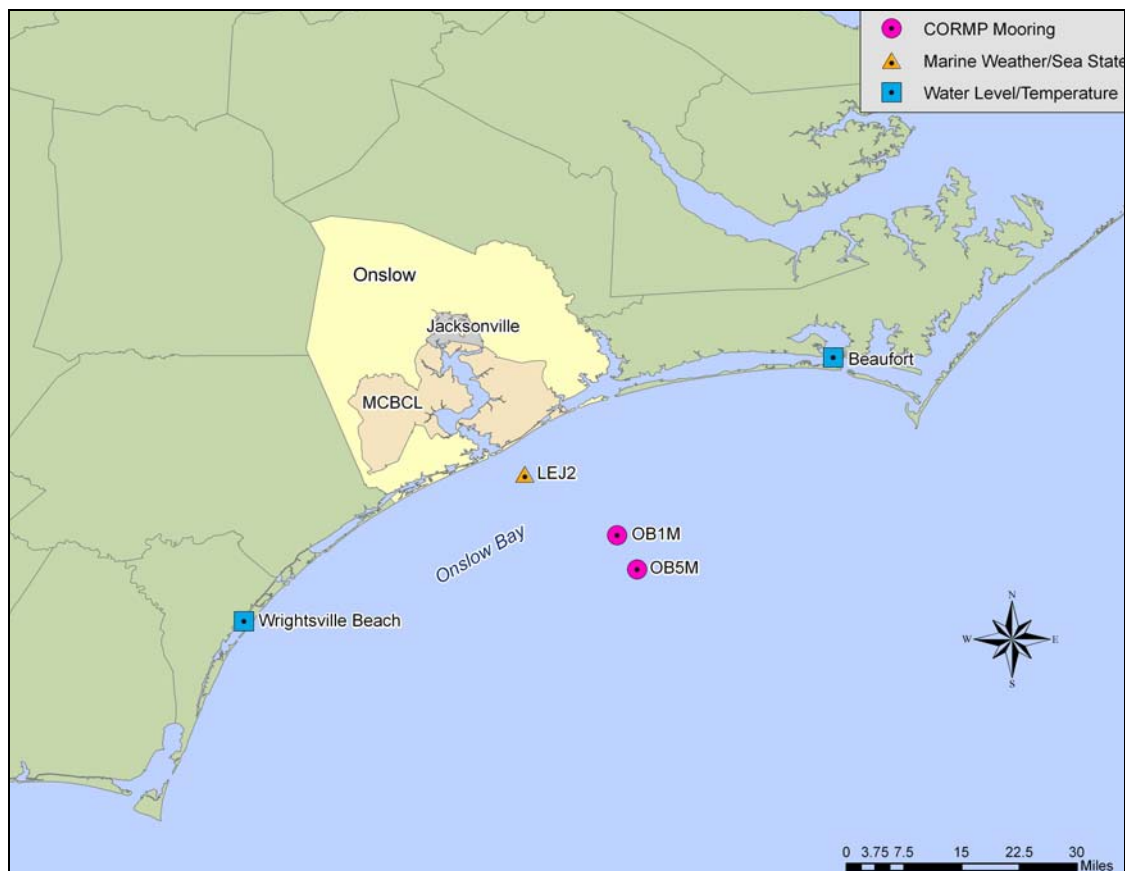 CORMP Mooring
Marine Weather/Sea State
Water Level/Temperature
Onslow
Jacksonville
MCBCL
Beaufort
LEJ2
OB1M
Onslow Bay
OB5M
Wrightsville Beach
N
W E
S
0 3.75 7.5 15 22.5 30
Miles